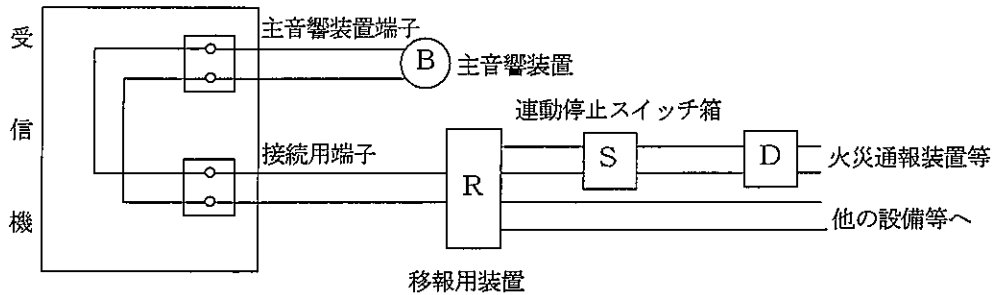 受
信
機
主音響装置端子
B
主音響装置
連動停止スイッチ箱
接続用端子
R
S
D
火災通報装置等
他の設備等へ
移報用装置